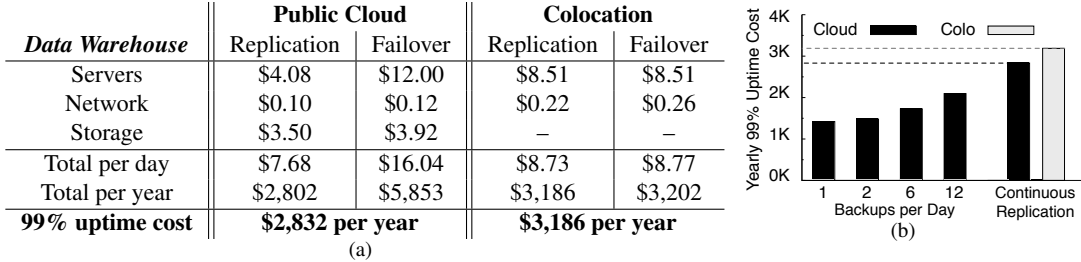 Public Cloud Colocation
Data Warehouse Replication Failover Replication Failover
Servers $4.08 $12.00 $8.51 $8.51
Network $0.10 $0.12 $0.22 $0.26
Storage $3.50 $3.92 – –
Total per day $7.68 $16.04 $8.73 $8.77
Total per year $2,802 $5,853 $3,186 $3,202
99% uptime cost $2,832 per year $3,186 per year
(a)
Yearly 99% Uptime Cost
4K
3K
2K
1K
0K
Cloud Colo
1 2 6 12 Continuous
Backups per Day Replication
(b)